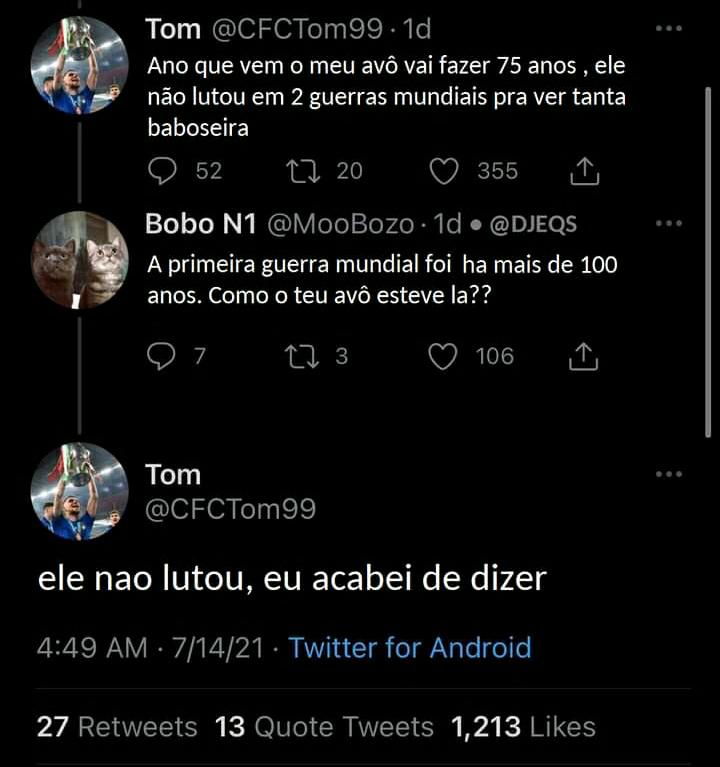 Tom @CFCTom99 · 1d
Ano que vem o meu avô vai fazer 75 anos , ele
não lutou em 2 guerras mundiais pra ver tanta
baboseira
52 20 355
Bobo N1 @MooBozo · 1d • @DJEQS
A primeira guerra mundial foi ha mais de 100
anos. Como o teu avô esteve la??
7 3 106
Tom
@CFCTom99
ele nao lutou, eu acabei de dizer
4:49 AM · 7/14/21 · Twitter for Android
27 Retweets 13 Quote Tweets 1,213 Likes